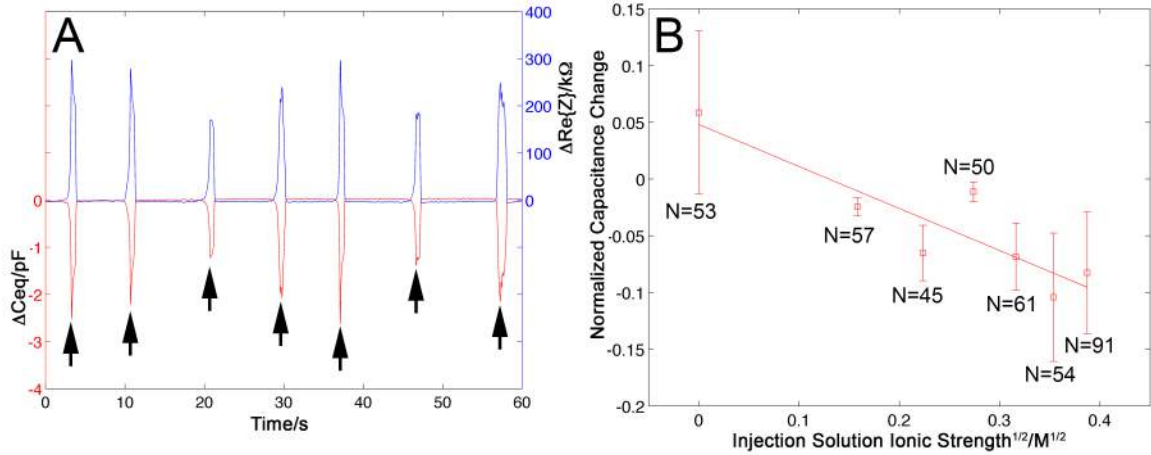 A
400
300
200
100
0
ΔRe{Z}/kΩ
0
-1
-2
-3
-4
ΔCeq/pF
0 10 20 30 40 50 60
Time/s
B
0.15
0.1
0.05
0
-0.05
-0.1
-0.15
-0.2
Normalized Capacitance Change
N=53
N=57
N=45
N=50
N=61
N=54
N=91
0 0.1 0.2 0.3 0.4
Injection Solution Ionic Strength^1/2/M^1/2